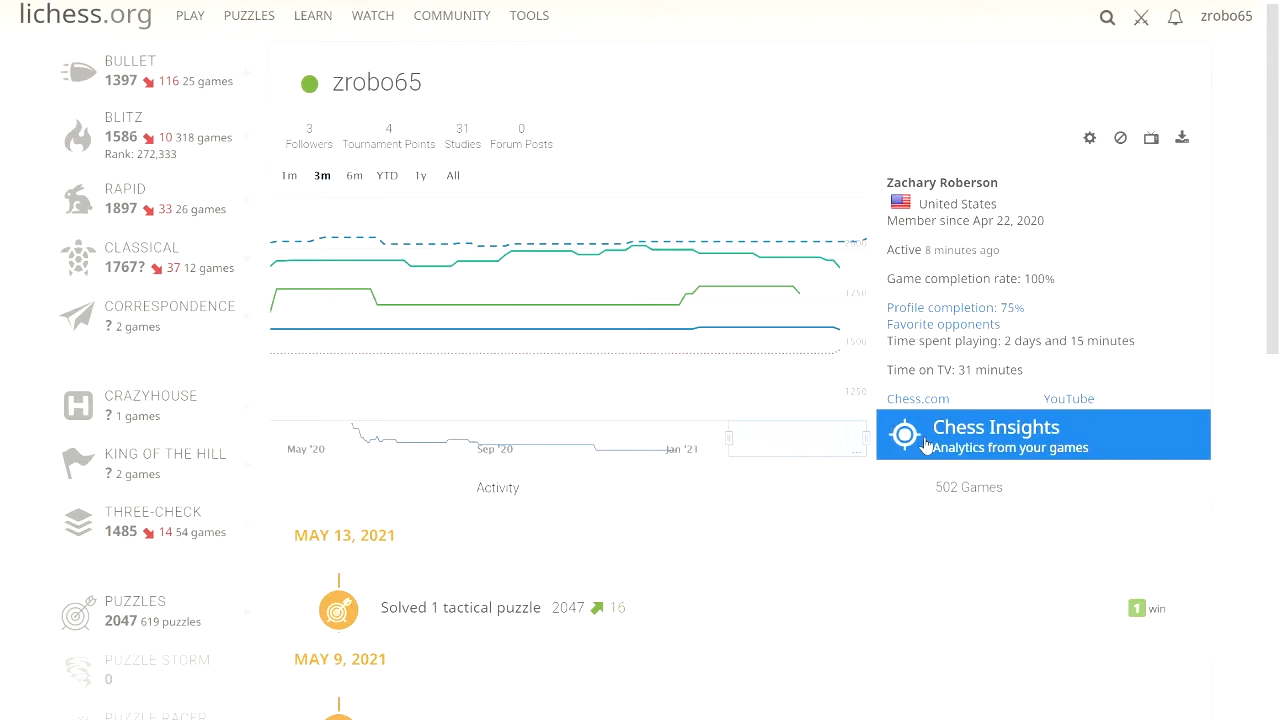 lichess.org PLAY PUZZLES LEARN WATCH COMMUNITY TOOLS zrobo65
BULLET
1397 116 25 games
BLITZ
1586 10 318 games
Rank: 272,333
RAPID
1897 33 26 games
CLASSICAL
1767? 37 12 games
CORRESPONDENCE
? 2 games
CRAZYHOUSE
? 1 games
KING OF THE HILL
? 2 games
THREE-CHECK
1485 14 54 games
PUZZLES
2047 619 puzzles
PUZZLE STORM
0
PUZZLE RACER
zrobo65
3 4 31 0
Followers Tournament Points Studies Forum Posts
1m 3m 6m YTD 1y All
2000
1750
1500
1250
May '20 Sep '20 Jan '21 ...
Zachary Roberson
United States
Member since Apr 22, 2020
Active 8 minutes ago
Game completion rate: 100%
Profile completion: 75%
Favorite opponents
Time spent playing: 2 days and 15 minutes
Time on TV: 31 minutes
Chess.com YouTube
Chess Insights
Analytics from your games
Activity 502 Games
MAY 13, 2021
Solved 1 tactical puzzle 2047 16 1 win
MAY 9, 2021